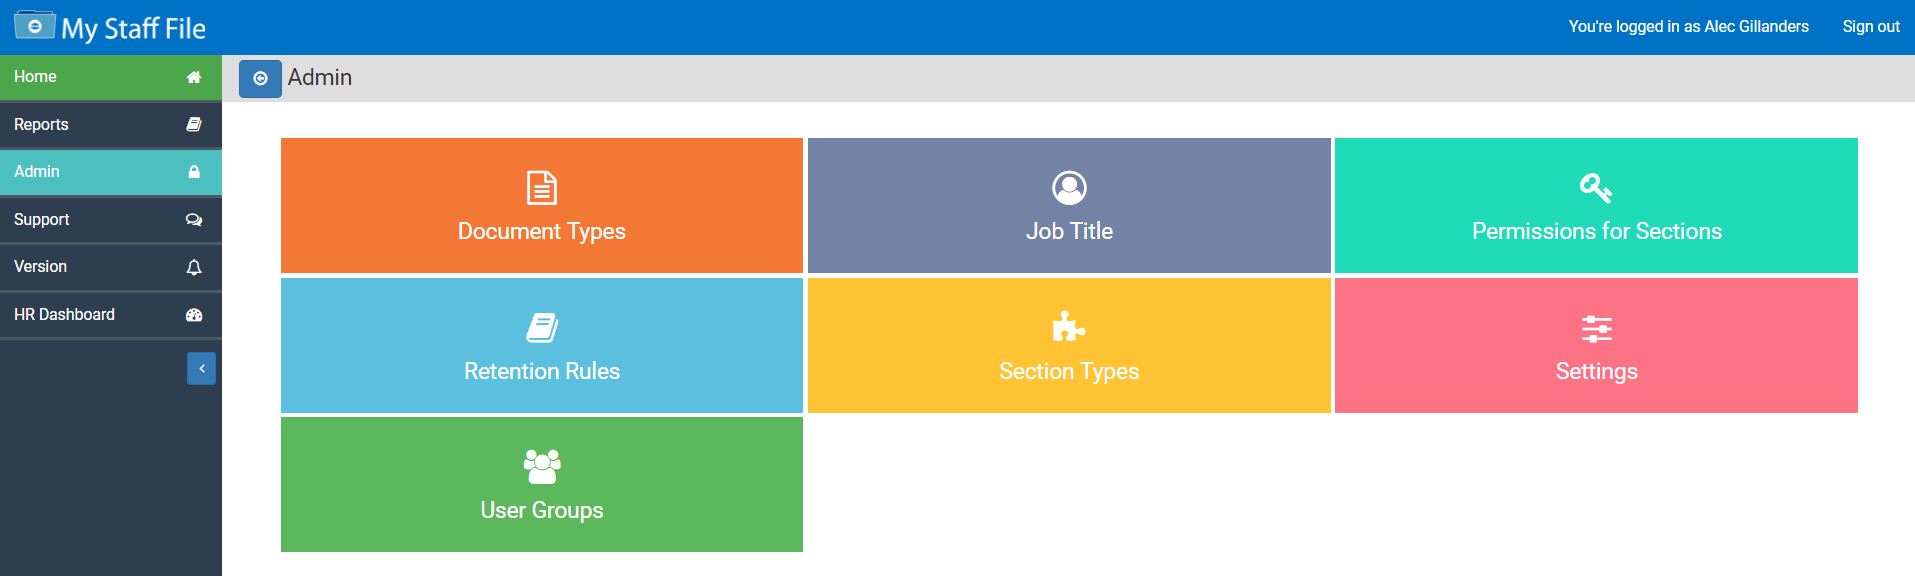 My Staff File
You're logged in as Alec Gillanders
Sign out
Home
Reports
Admin
Support
Version
HR Dashboard
Admin
Document Types
Job Title
Permissions for Sections
Retention Rules
Section Types
Settings
User Groups